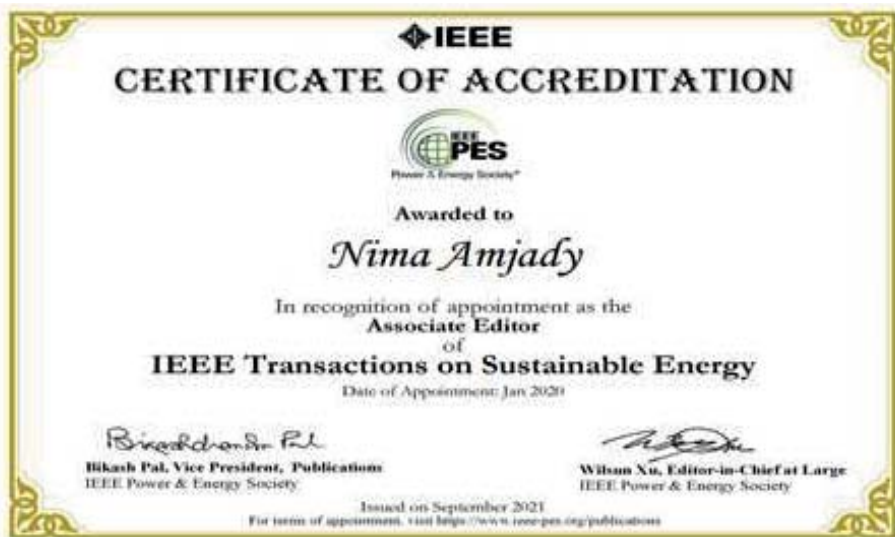 IEEE
CERTIFICATE OF ACCREDITATION
IEEE
PES
Power & Energy Society®
Awarded to
Nima Amjady
In recognition of appointment as the
Associate Editor
of
IEEE Transactions on Sustainable Energy
Date of Appointment: Jan 2020
Bikashchandra Pal
Bikash Pal, Vice President, Publications
IEEE Power & Energy Society
Wilsun Xu, Editor-in-Chief at Large
IEEE Power & Energy Society
Issued on September 2021
For terms of appointment, visit https://www.ieee-pes.org/publications